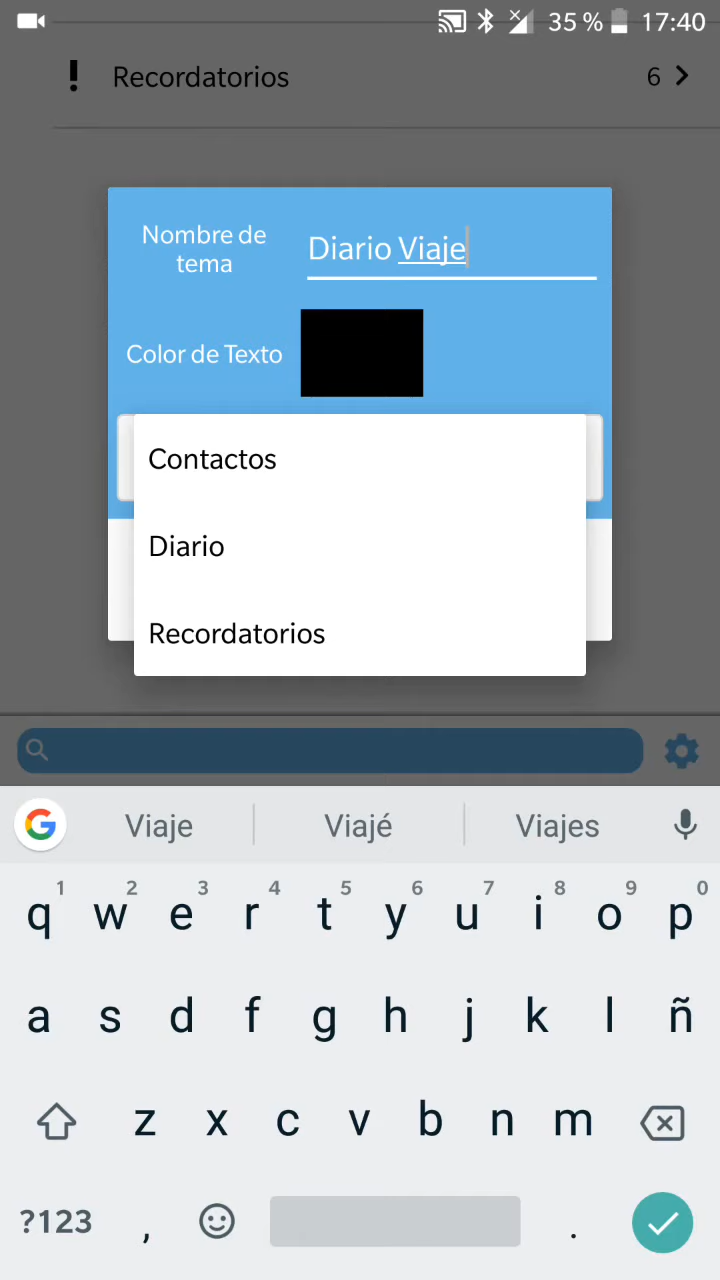 35 % 17:40
Recordatorios 6
Nombre de
tema
Diario Viaje
Color de Texto
Contactos
Diario
Recordatorios
Viaje Viajé Viajes
1 2 3 4 5 6 7 8 9 0
q w e r t y u i o p
a s d f g h j k l ñ
z x c v b n m
?123 , .